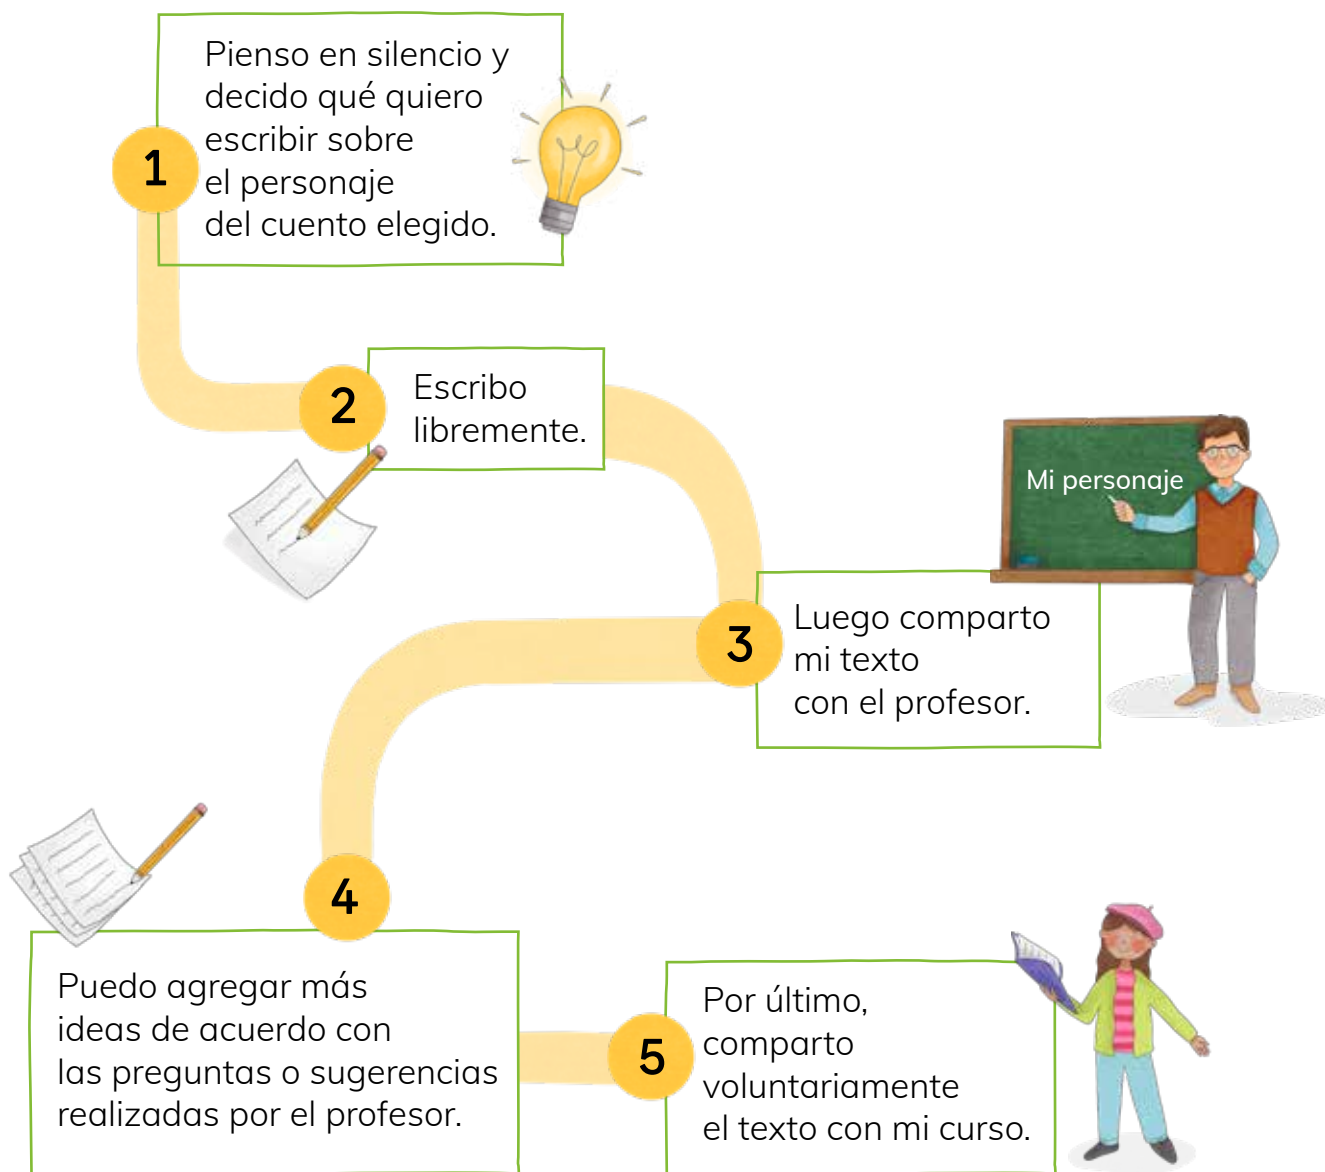 1
Pienso en silencio y
decido qué quiero
escribir sobre
el personaje
del cuento elegido.
2
Escribo
libremente.
Mi personaje
3
Luego comparto
mi texto
con el profesor.
4
Puedo agregar más
ideas de acuerdo con
las preguntas o sugerencias
realizadas por el profesor.
5
Por último,
comparto
voluntariamente
el texto con mi curso.